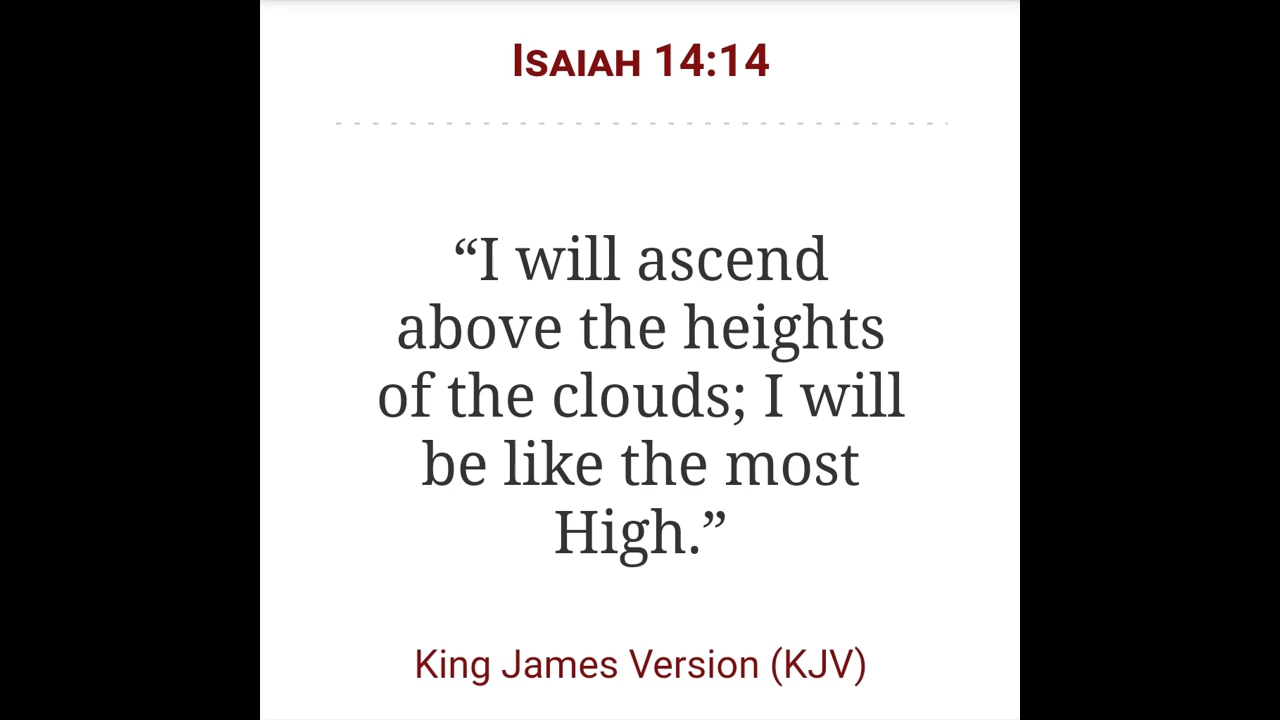 Isaiah 14:14
“I will ascend
above the heights
of the clouds; I will
be like the most
High.”
King James Version (KJV)